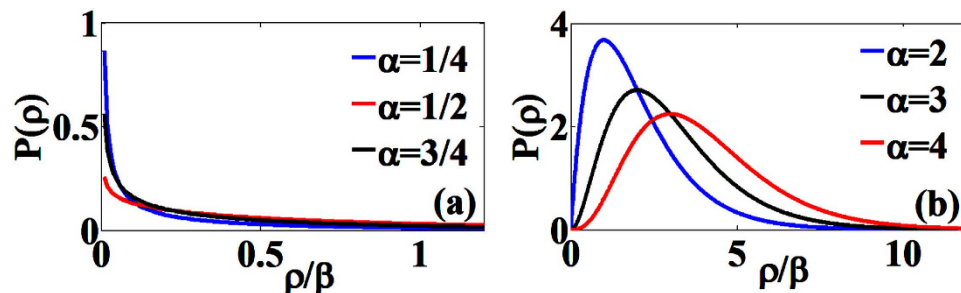 1
0.5
0
P(ρ)
α=1/4
α=1/2
α=3/4
(a)
0 0.5 1
ρ/β
4
2
0
P(ρ)
α=2
α=3
α=4
(b)
0 5 10
ρ/β